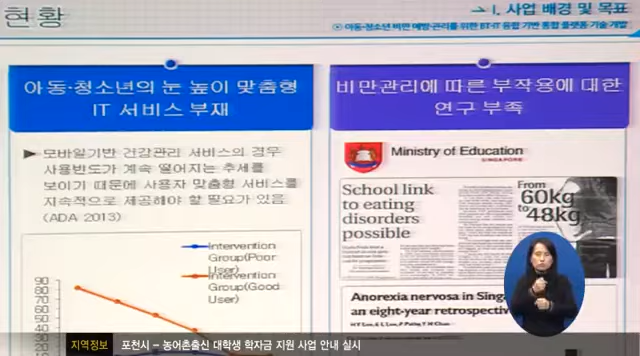 현황
I. 사업 배경 및 목표
아동·청소년 비만 예방·관리를 위한 BT·IT 융합 기반 통합 플랫폼 기술 개발
아동·청소년의 눈 높이 맞춤형
IT 서비스 부재
▶ 모바일기반 건강관리 서비스의 경우
사용빈도가 계속 떨어지는 추세를
보이기 때문에 사용자 맞춤형 서비스를
지속적으로 제공해야 할 필요가 있음
(ADA 2013)
Intervention
Group(Poor
User)
Intervention
Group(Good
User)
90
80
70
60
50
40
30
20
10
비만관리에 따른 부작용에 대한
연구 부족
Ministry of Education
SINGAPORE
School link
to eating
disorders
possible
From
60kg
to
48kg
Anorexia nervosa in Singa
an eight-year retrospectiv
지역정보
포천시 - 농어촌출신 대학생 학자금 지원 사업 안내 실시